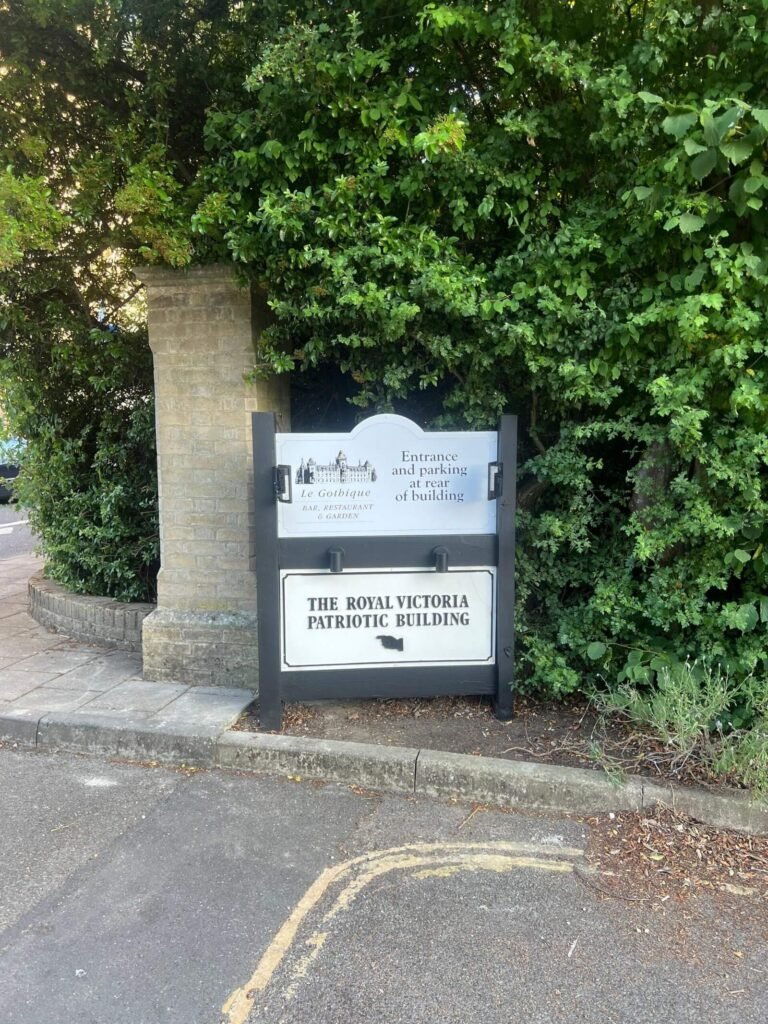 Le Gothique
BAR, RESTAURANT
& GARDEN
Entrance
and parking
at rear
of building
THE ROYAL VICTORIA
PATRIOTIC BUILDING